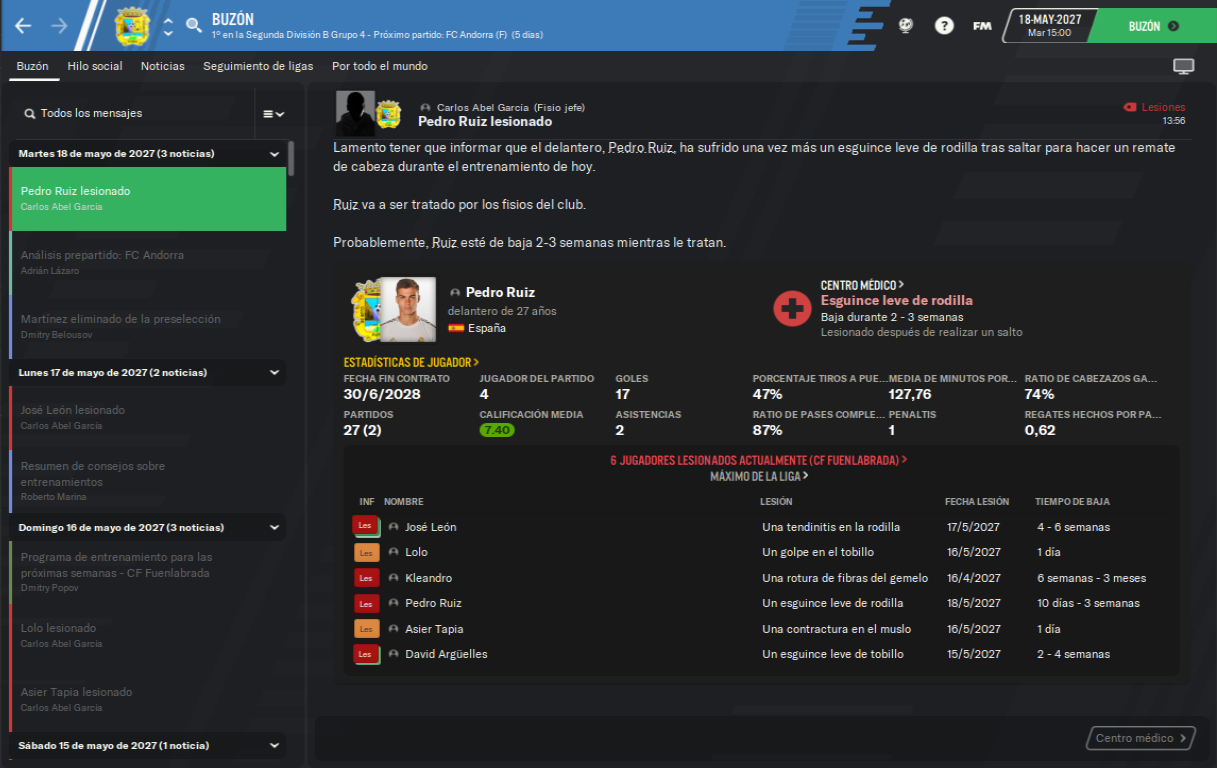 BUZÓN
1º en la Segunda División B Grupo 4 - Próximo partido: FC Andorra (F) (5 días)
FM
18-MAY-2027
Mar 15:00
BUZÓN
Buzón Hilo social Noticias Seguimiento de ligas Por todo el mundo
Todos los mensajes
Martes 18 de mayo de 2027 (3 noticias)
Pedro Ruiz lesionado
Carlos Abel García
Análisis prepartido: FC Andorra
Adrián Lázaro
Martínez eliminado de la preselección
Dmitry Belousov
Lunes 17 de mayo de 2027 (2 noticias)
José León lesionado
Carlos Abel García
Resumen de consejos sobre
entrenamientos
Roberto Marina
Domingo 16 de mayo de 2027 (3 noticias)
Programa de entrenamiento para las
próximas semanas - CF Fuenlabrada
Dmitry Popov
Lolo lesionado
Carlos Abel García
Asier Tapia lesionado
Carlos Abel García
Sábado 15 de mayo de 2027 (1 noticia)
Carlos Abel García (Fisio jefe)
Pedro Ruiz lesionado
Lesiones
13:56
Lamento tener que informar que el delantero, Pedro Ruiz, ha sufrido una vez más un esguince leve de rodilla tras saltar para hacer un remate
de cabeza durante el entrenamiento de hoy.
Ruiz va a ser tratado por los fisios del club.
Probablemente, Ruiz esté de baja 2-3 semanas mientras le tratan.
Pedro Ruiz
delantero de 27 años
España
CENTRO MÉDICO >
Esguince leve de rodilla
Baja durante 2 - 3 semanas
Lesionado después de realizar un salto
ESTADÍSTICAS DE JUGADOR >
FECHA FIN CONTRATO JUGADOR DEL PARTIDO GOLES PORCENTAJE TIROS A PUE... MEDIA DE MINUTOS POR... RATIO DE CABEZAZOS GA...
30/6/2028 4 17 47% 127,76 74%
PARTIDOS CALIFICACIÓN MEDIA ASISTENCIAS RATIO DE PASES COMPLE... PENALTIS REGATES HECHOS POR PA...
27 (2) 7.40 2 87% 1 0,62
6 JUGADORES LESIONADOS ACTUALMENTE (CF FUENLABRADA) >
MÁXIMO DE LA LIGA >
INF NOMBRE LESIÓN FECHA LESIÓN TIEMPO DE BAJA
Les José León Una tendinitis en la rodilla 17/5/2027 4 - 6 semanas
Les Lolo Un golpe en el tobillo 16/5/2027 1 día
Les Kleandro Una rotura de fibras del gemelo 16/4/2027 6 semanas - 3 meses
Les Pedro Ruiz Un esguince leve de rodilla 18/5/2027 10 días - 3 semanas
Les Asier Tapia Una contractura en el muslo 16/5/2027 1 día
Les David Argüelles Un esguince leve de tobillo 15/5/2027 2 - 4 semanas
Centro médico >